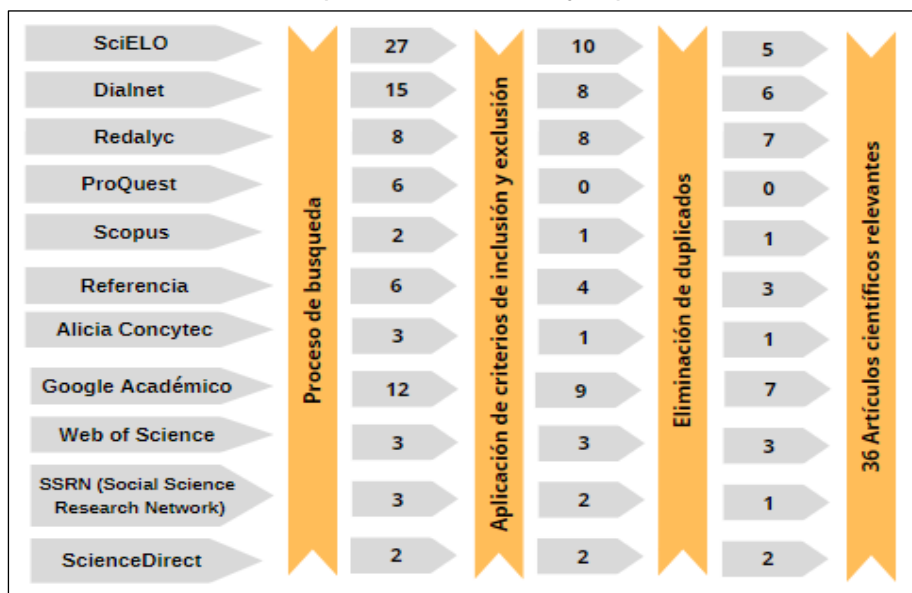 SciELO 27 10 5
Dialnet 15 8 6
Redalyc 8 8 7
ProQuest 6 0 0
Scopus 2 1 1
Referencia 6 4 3
Alicia Concytec 3 1 1
Google Académico 12 9 7
Web of Science 3 3 3
SSRN (Social Science
Research Network) 3 2 1
ScienceDirect 2 2 2
Proceso de busqueda
Aplicación de criterios de inclusión y exclusión
Eliminación de duplicados
36 Artículos científicos relevantes